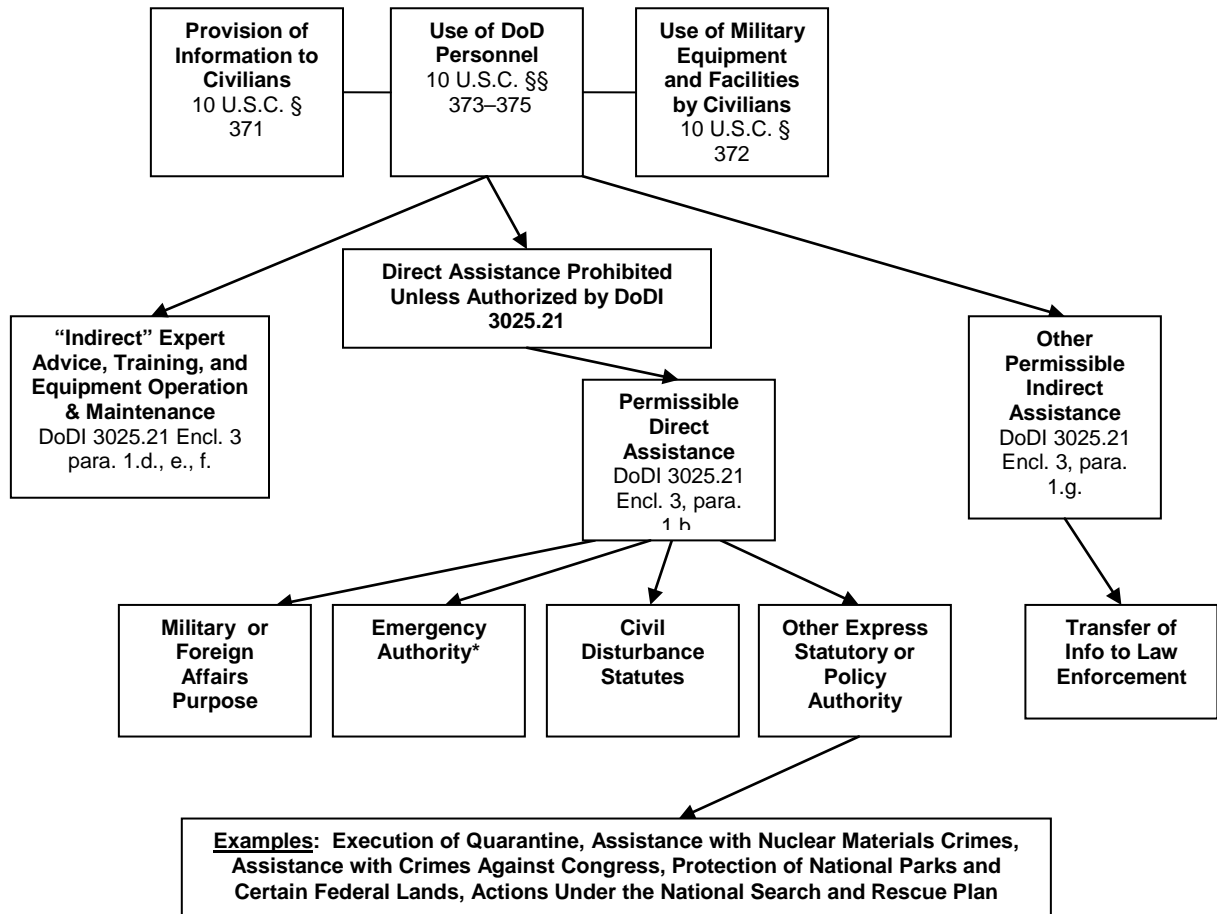 Provision of
Information to
Civilians
10 U.S.C. §
371
Use of DoD
Personnel
10 U.S.C. §§
373–375
Use of Military
Equipment
and Facilities
by Civilians
10 U.S.C. §
372
Direct Assistance Prohibited
Unless Authorized by DoDI
3025.21
“Indirect” Expert
Advice, Training, and
Equipment Operation
& Maintenance
DoDI 3025.21 Encl. 3
para. 1.d., e., f.
Permissible
Direct
Assistance
DoDI 3025.21
Encl. 3, para.
1.b
Other
Permissible
Indirect
Assistance
DoDI 3025.21
Encl. 3, para.
1.g.
Military or
Foreign
Affairs
Purpose
Emergency
Authority*
Civil
Disturbance
Statutes
Other Express
Statutory or
Policy
Authority
Transfer of
Info to Law
Enforcement
Examples: Execution of Quarantine, Assistance with Nuclear Materials Crimes,
Assistance with Crimes Against Congress, Protection of National Parks and
Certain Federal Lands, Actions Under the National Search and Rescue Plan